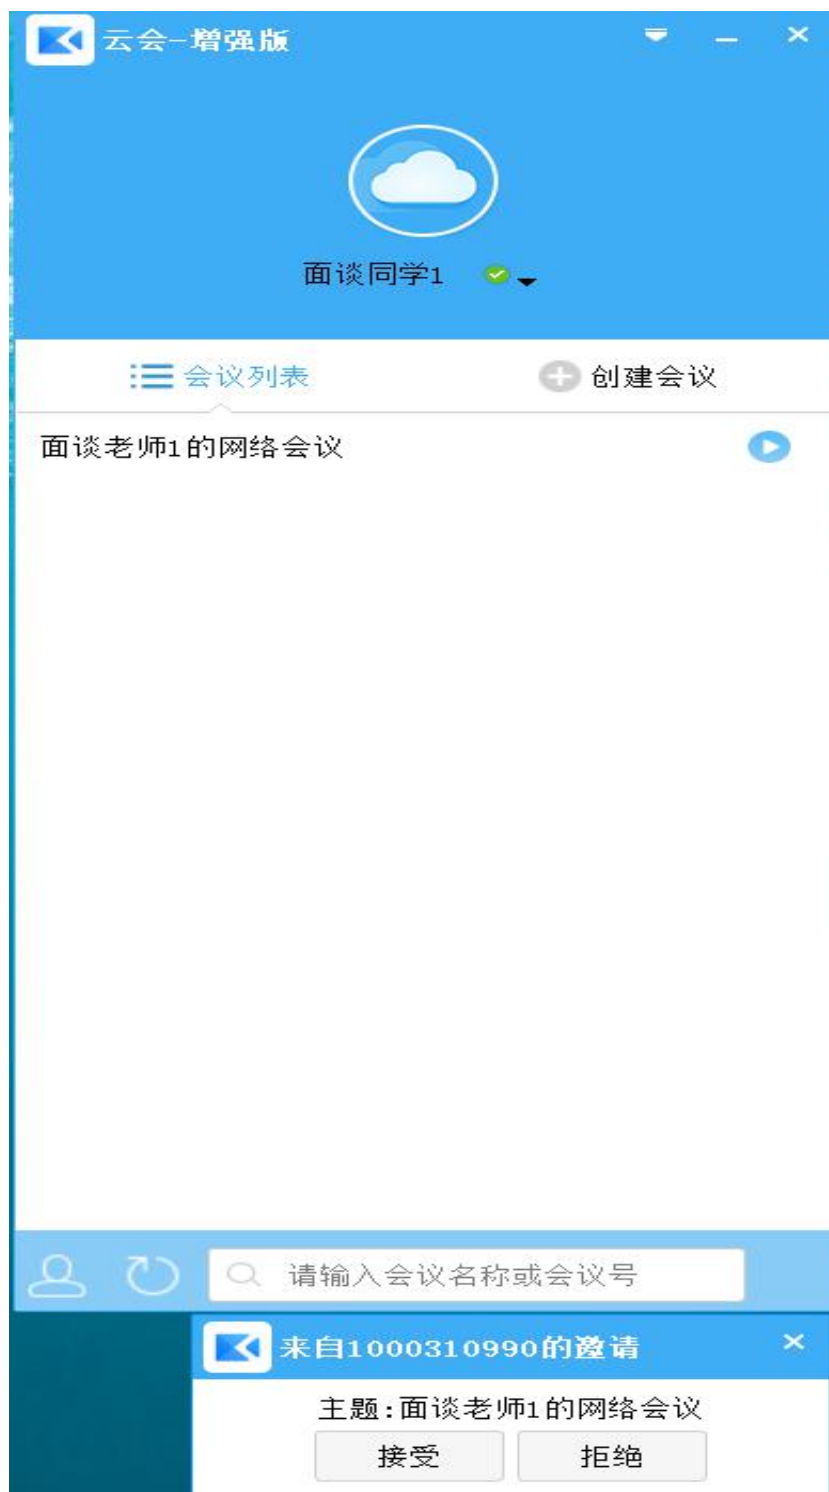 云会-增强版
面谈同学1
会议列表
创建会议
面谈老师1的网络会议
请输入会议名称或会议号
来自1000310990的邀请
主题:面谈老师1的网络会议
接受
拒绝